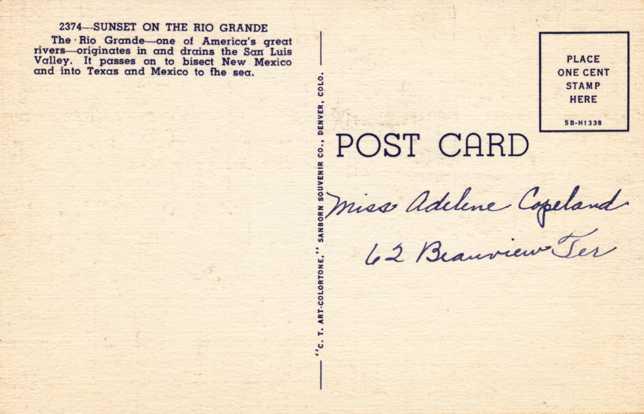 2374—SUNSET ON THE RIO GRANDE
The Rio Grande—one of America's great
rivers—originates in and drains the San Luis
Valley. It passes on to bisect New Mexico
and into Texas and Mexico to the sea.
"C. T. ART-COLORTONE," SANBORN SOUVENIR CO., DENVER, COLO.
PLACE
ONE CENT
STAMP
HERE
5B-H1338
POST CARD
Miss Adelene Copeland
62 Beauview Ter